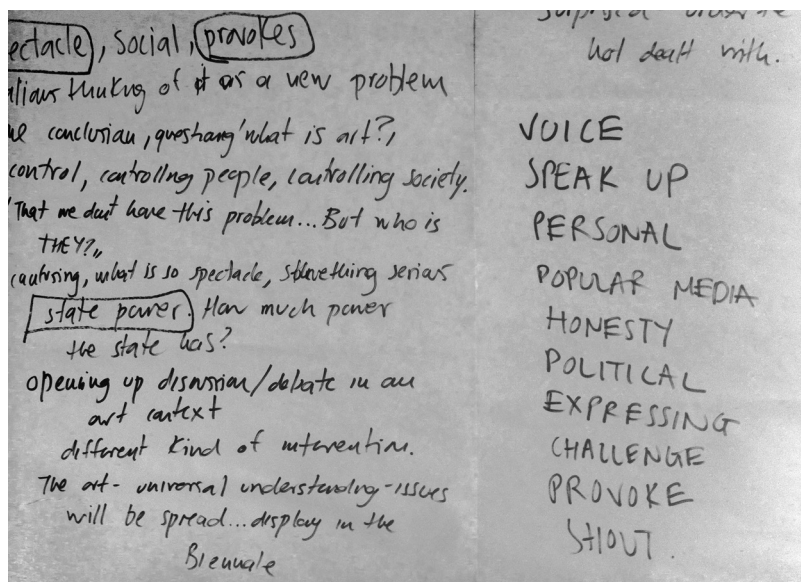 ectacle, social, provokes
thinking of it as a new problem
conclusion, 'what is art?,
control, controlling people, controlling society.
"That we don't have this problem... But who is
THEY?"
what is so spectacle, something serious
state power. How much power
the state has?
opening up discussion/debate in an
art context
different kind of intervention.
The art - universal understanding - issues
will be spread... display in the
Biennale
not dealt with.
VOICE
SPEAK UP
PERSONAL
POPULAR MEDIA
HONESTY
POLITICAL
EXPRESSING
CHALLENGE
PROVOKE
SHOUT.